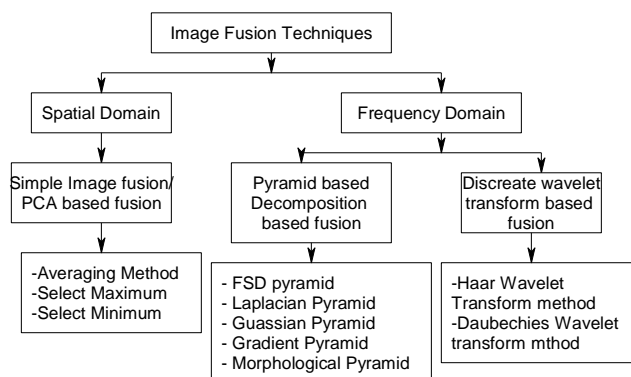 Image Fusion Techniques
Spatial Domain
Frequency Domain
Simple Image fusion/
PCA based fusion
Pyramid based
Decomposition
based fusion
Discreate wavelet
transform based
fusion
-Averaging Method
-Select Maximum
-Select Minimum
- FSD pyramid
- Laplacian Pyramid
- Guassian Pyramid
- Gradient Pyramid
- Morphological Pyramid
-Haar Wavelet
Transform method
-Daubechies Wavelet
transform mthod